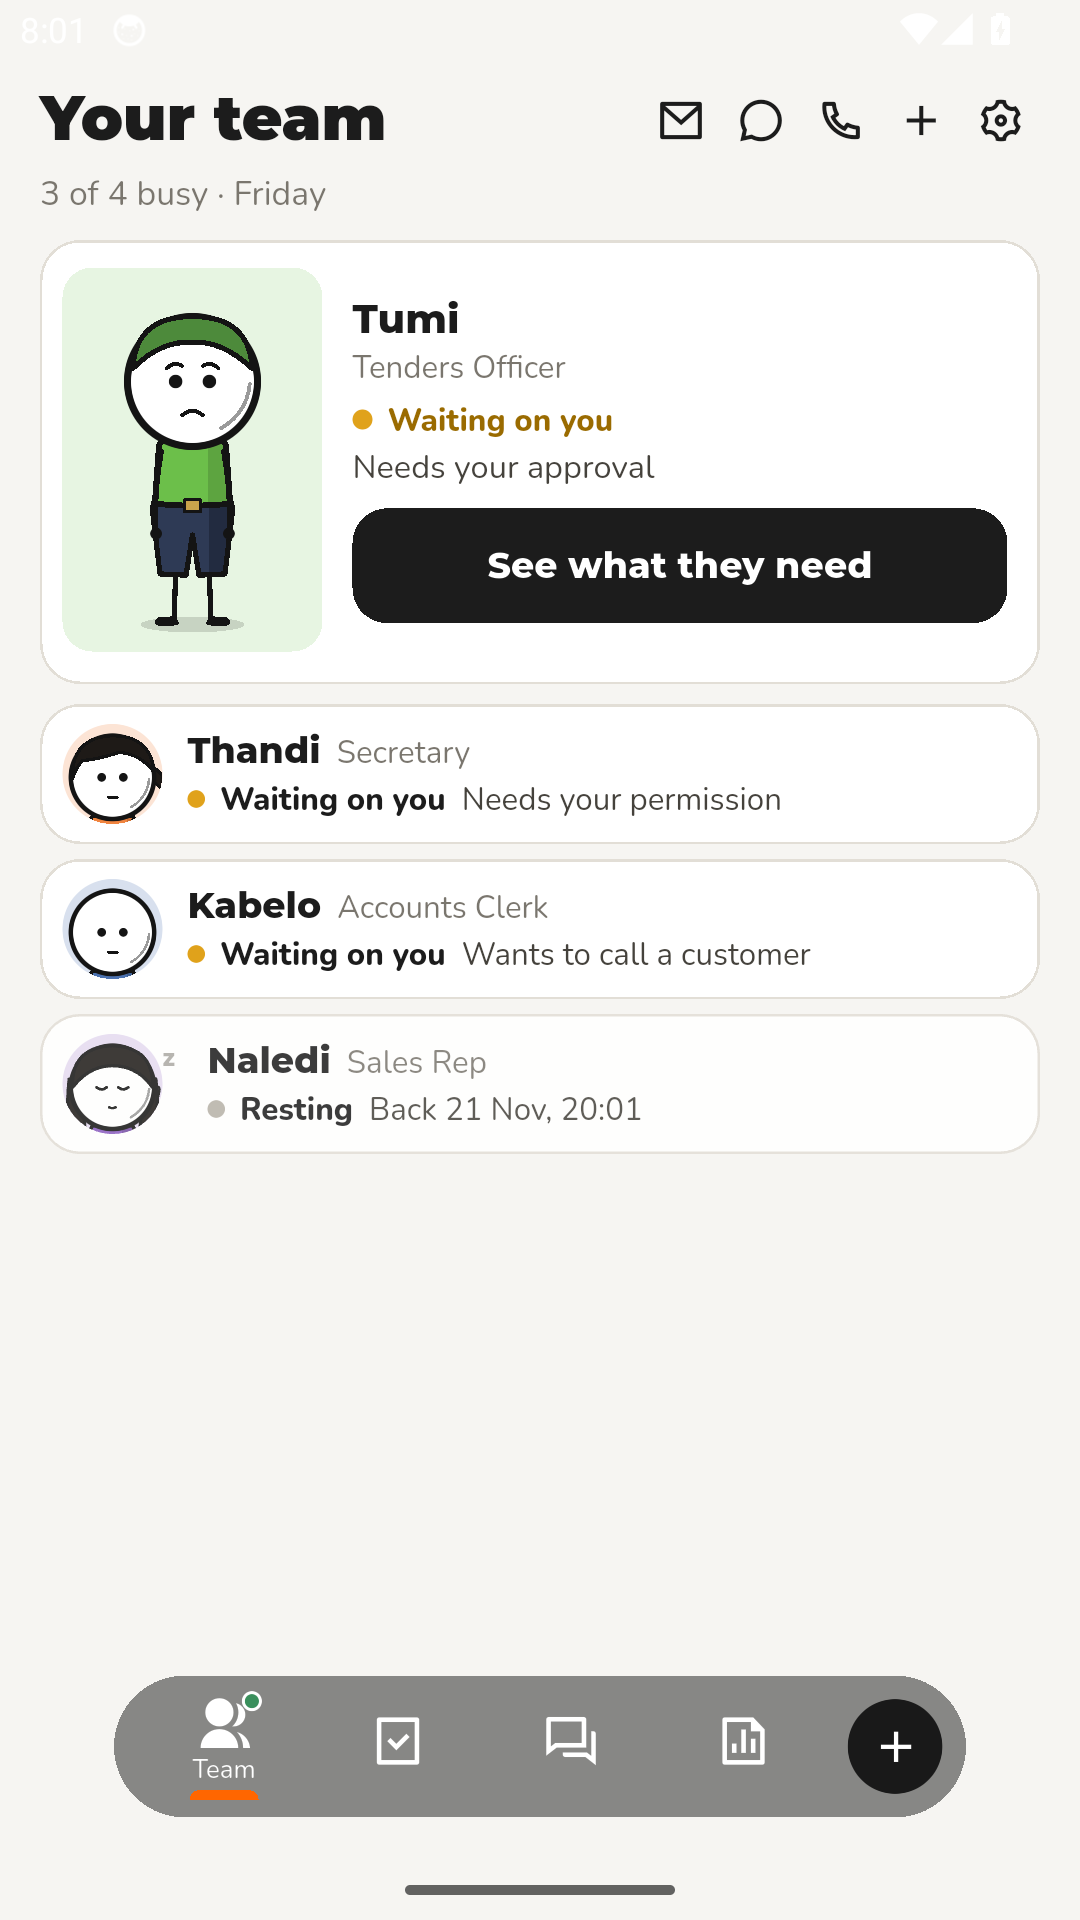 8:01
Your team
3 of 4 busy · Friday
Tumi
Tenders Officer
Waiting on you
Needs your approval
See what they need
Thandi Secretary
Waiting on you Needs your permission
Kabelo Accounts Clerk
Waiting on you Wants to call a customer
z
Naledi Sales Rep
Resting Back 21 Nov, 20:01
Team